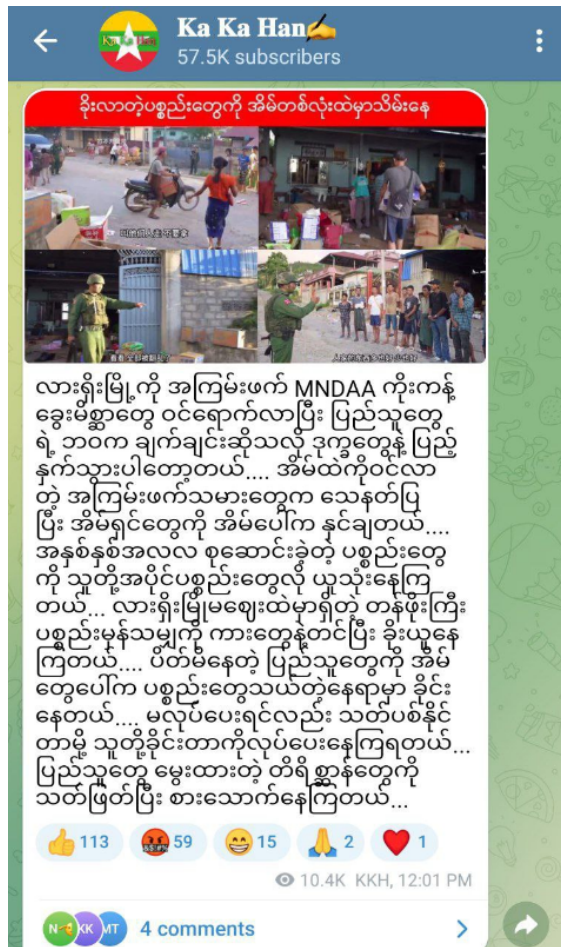 Ka Ka Han✍️
57.5K subscribers
ခိုးလာတဲ့ပစ္စည်းတွေကို အိမ်တစ်လုံးထဲမှာသိမ်းနေ
လားရှိုးမြို့ကို အကြမ်းဖက် MNDAA ကိုးကန့်
ခွေးမိစ္ဆာတွေ ဝင်ရောက်လာပြီး ပြည်သူတွေ
ရဲ့ ဘဝက ချက်ချင်းဆိုသလို ဒုက္ခတွေနဲ့ ပြည့်
နှက်သွားပါတော့တယ်.... အိမ်ထဲကိုဝင်လာ
တဲ့ အကြမ်းဖက်သမားတွေက သေနတ်ပြ
ပြီး အိမ်ရှင်တွေကို အိမ်ပေါ်က နှင်ချတယ်....
အနှစ်နှစ်အလလ စုဆောင်းခဲ့တဲ့ ပစ္စည်းတွေ
ကို သူတို့အပိုင်ပစ္စည်းတွေလို ယူသုံးနေကြ
တယ်... လားရှိုးမြို့မဈေးထဲမှာရှိတဲ့ တန်ဖိုးကြီး
ပစ္စည်းမှန်သမျှကို ကားတွေနဲ့တင်ပြီး ခိုးယူနေ
ကြတယ်.... ပိတ်မိနေတဲ့ ပြည်သူတွေကို အိမ်
တွေပေါ်က ပစ္စည်းတွေသယ်တဲ့နေရာမှာ ခိုင်း
နေတယ်.... မလုပ်ပေးရင်လည်း သတ်ပစ်နိုင်
တာမို့ သူတို့ခိုင်းတာကိုလုပ်ပေးနေကြရတယ်...
ပြည်သူတွေ မွေးထားတဲ့ တိရိစ္ဆာန်တွေကို
သတ်ဖြတ်ပြီး စားသောက်နေကြတယ်...
113 59 15 2 1
10.4K KKH, 12:01 PM
N KK MT 4 comments